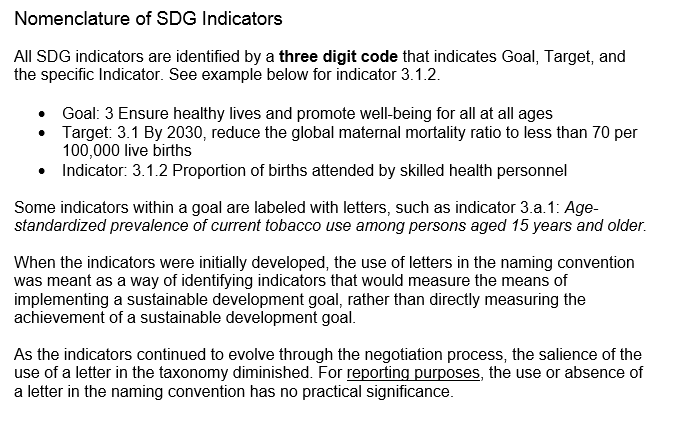 Nomenclature of SDG Indicators
All SDG indicators are identified by a three digit code that indicates Goal, Target, and
the specific Indicator. See example below for indicator 3.1.2.
• Goal: 3 Ensure healthy lives and promote well-being for all at all ages
• Target: 3.1 By 2030, reduce the global maternal mortality ratio to less than 70 per
100,000 live births
• Indicator: 3.1.2 Proportion of births attended by skilled health personnel
Some indicators within a goal are labeled with letters, such as indicator 3.a.1: Age-
standardized prevalence of current tobacco use among persons aged 15 years and older.
When the indicators were initially developed, the use of letters in the naming convention
was meant as a way of identifying indicators that would measure the means of
implementing a sustainable development goal, rather than directly measuring the
achievement of a sustainable development goal.
As the indicators continued to evolve through the negotiation process, the salience of the
use of a letter in the taxonomy diminished. For reporting purposes, the use or absence of
a letter in the naming convention has no practical significance.